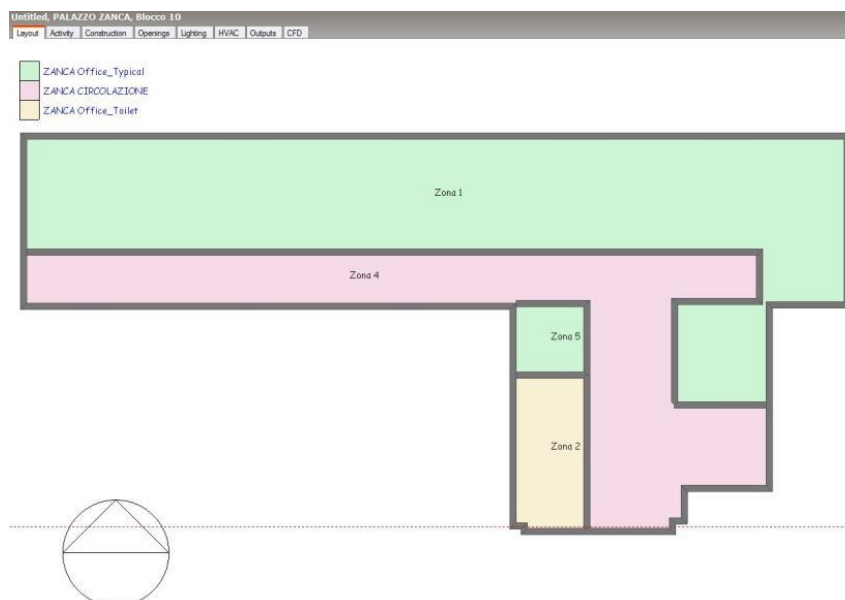 Untitled, PALAZZO ZANCA, Blocco 10
Layout Activity Construction Openings Lighting HVAC Outputs CFD
ZANCA Office_Typical
ZANCA CIRCOLAZIONE
ZANCA Office_Toilet
Zona 1
Zona 4
Zona 5
Zona 2